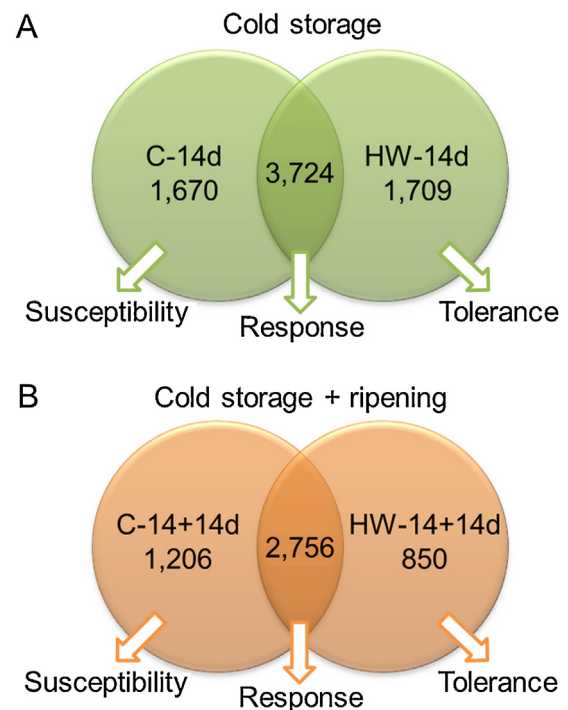 A
Cold storage
C-14d
1,670
3,724
HW-14d
1,709
Susceptibility
Response
Tolerance
B
Cold storage + ripening
C-14+14d
1,206
2,756
HW-14+14d
850
Susceptibility
Response
Tolerance